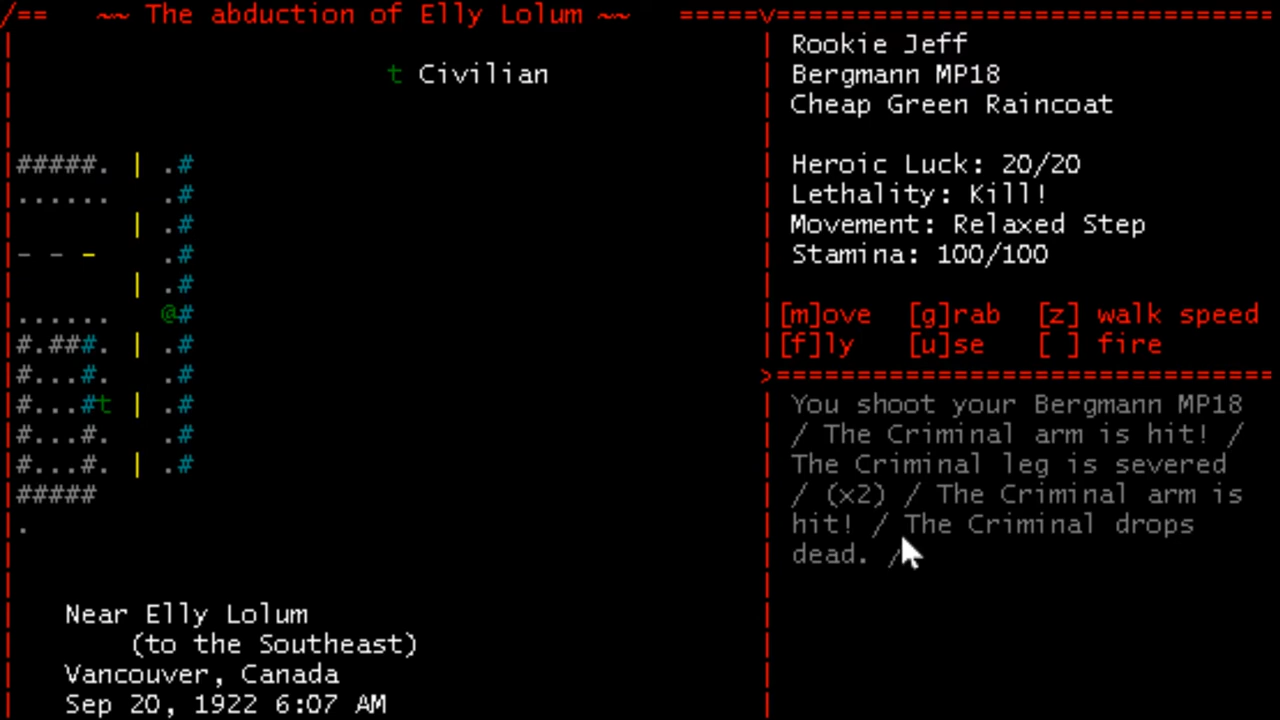 /== ~~ The abduction of Elly Lolum ~~ =====v===============================
Rookie Jeff
t Civilian
Bergmann MP18
Cheap Green Raincoat
#####. | .#
Heroic Luck: 20/20
...... .#
Lethality: Kill!
| .#
Movement: Relaxed Step
- - - .#
Stamina: 100/100
| .#
...... @#
[m]ove [g]rab [z] walk speed
#.###. | .#
[f]ly [u]se [ ] fire
#...#. .#
>===============================
#...#t | .#
You shoot your Bergmann MP18
#...#. .#
/ The Criminal arm is hit! /
#...#. | .#
The Criminal leg is severed
#####
/ (x2) / The Criminal arm is
.
hit! / The Criminal drops
dead. /
Near Elly Lolum
(to the Southeast)
Vancouver, Canada
Sep 20, 1922 6:07 AM